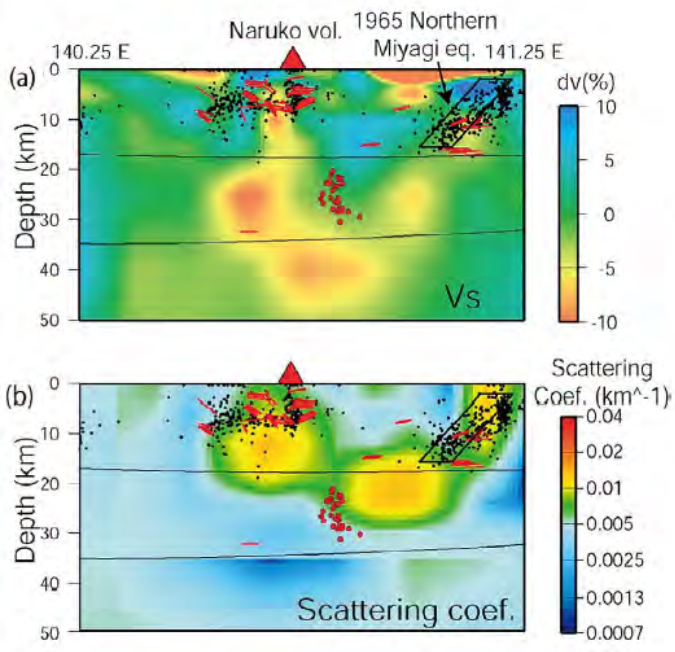 1965 Northern
Naruko vol.
Miyagi eq.
140.25 E
141.25 E
(a)
dv(%)
0
10
20
30
40
50
Depth (km)
Vs
10
5
0
-5
-10
(b)
Scattering
Coef. (km^-1)
0
10
20
30
40
50
Depth (km)
Scattering coef.
0.04
0.02
0.01
0.005
0.0025
0.0013
0.0007